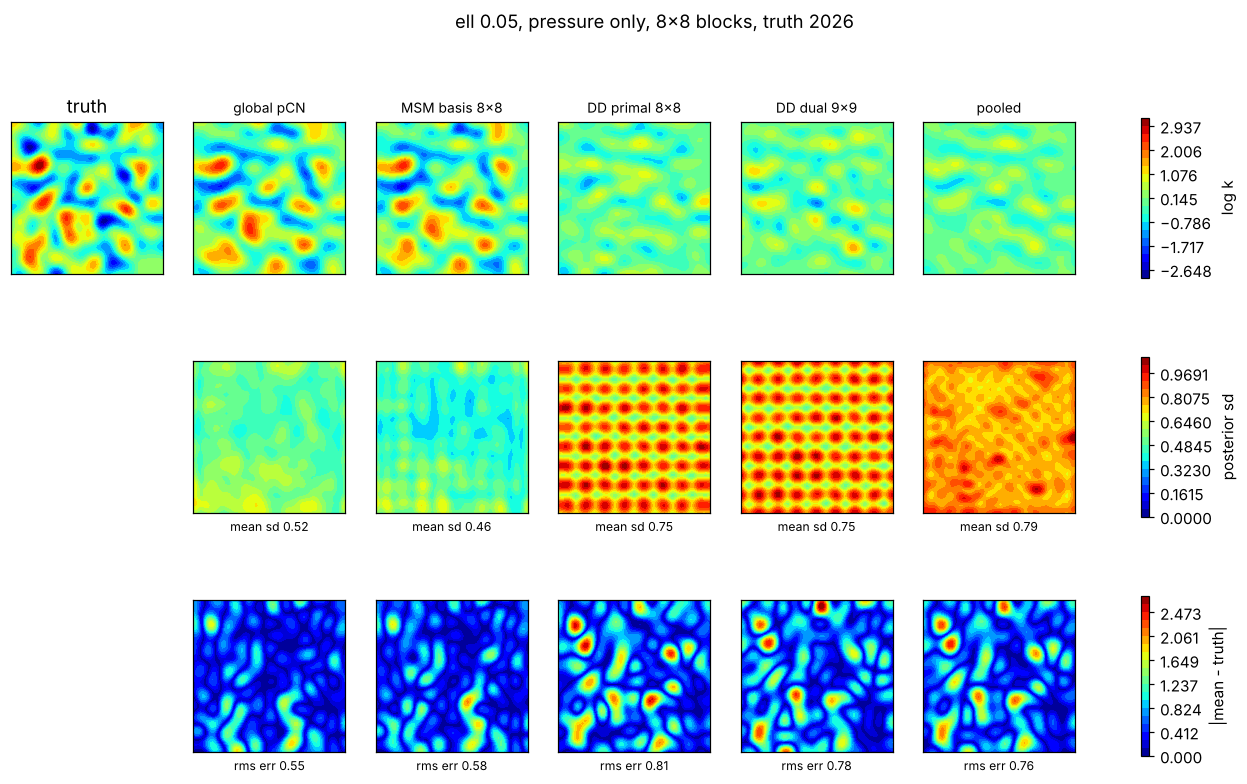 ell 0.05, pressure only, 8×8 blocks, truth 2026
truth
global pCN
MSM basis 8×8
DD primal 8×8
DD dual 9×9
pooled
2.937
2.006
1.076
0.145
−0.786
−1.717
−2.648
log k
mean sd 0.52
mean sd 0.46
mean sd 0.75
mean sd 0.75
mean sd 0.79
0.9691
0.8075
0.6460
0.4845
0.3230
0.1615
0.0000
posterior sd
rms err 0.55
rms err 0.58
rms err 0.81
rms err 0.78
rms err 0.76
2.473
2.061
1.649
1.237
0.824
0.412
0.000
|mean - truth|